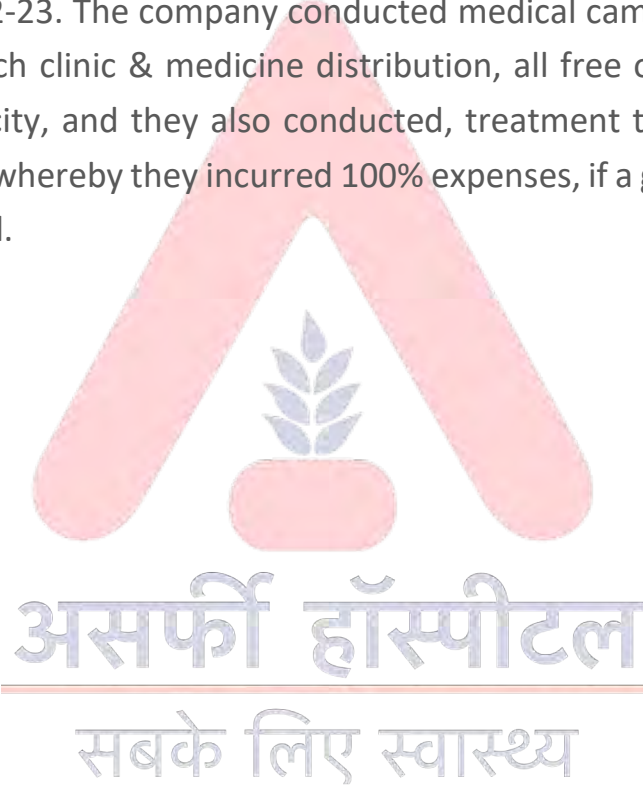 2-23. The company conducted medical cam
ch clinic & medicine distribution, all free
city, and they also conducted, treatment t
whereby they incurred 100% expenses, if a
असर्फी हॉस्पीटल
सबके लिए स्वास्थ्य